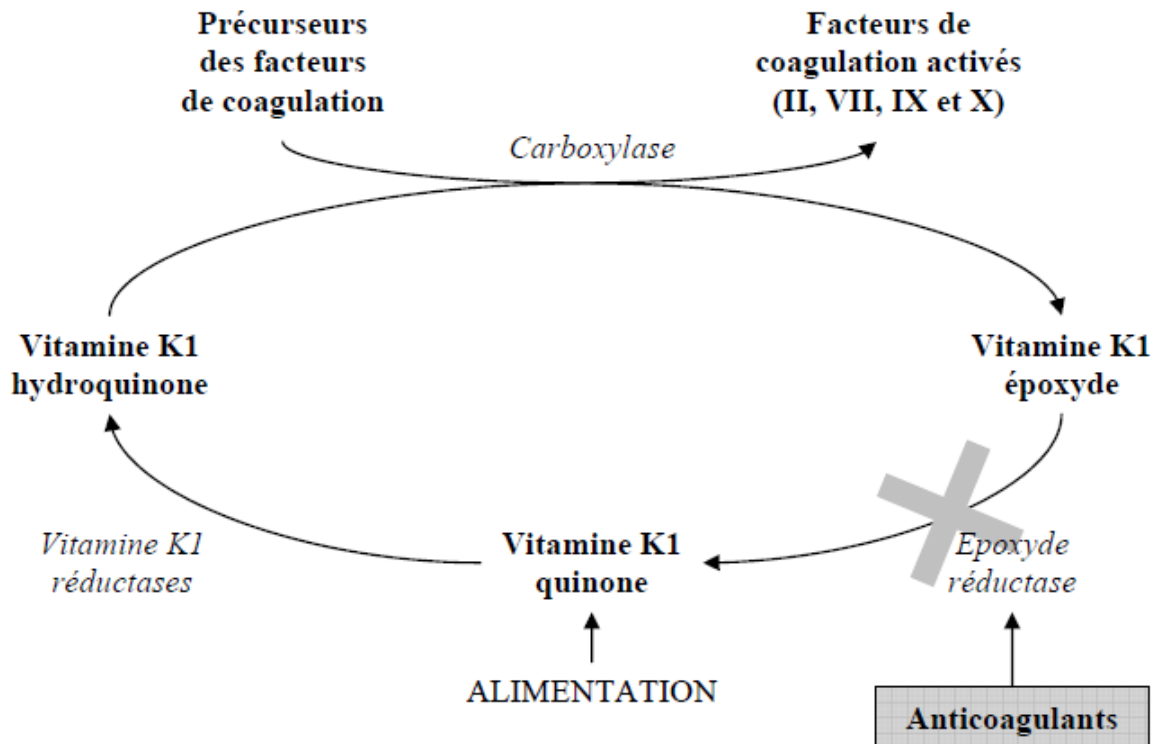 Précurseurs
des facteurs
de coagulation
Facteurs de
coagulation activés
(II, VII, IX et X)
Carboxylase
Vitamine K1
hydroquinone
Vitamine K1
époxyde
Vitamine K1
réductases
Vitamine K1
quinone
Epoxyde
réductase
ALIMENTATION
Anticoagulants